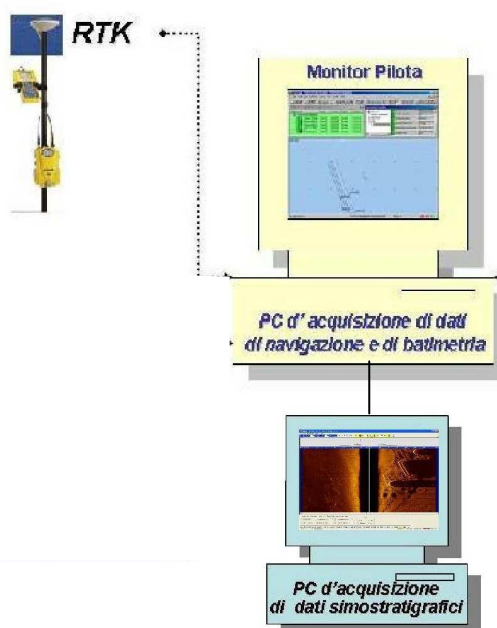 RTK
Monitor Pilota
PC d' acquisizione di dati
di navigazione e di batimetria
PC d'acquisizione
di dati simostratigrafici